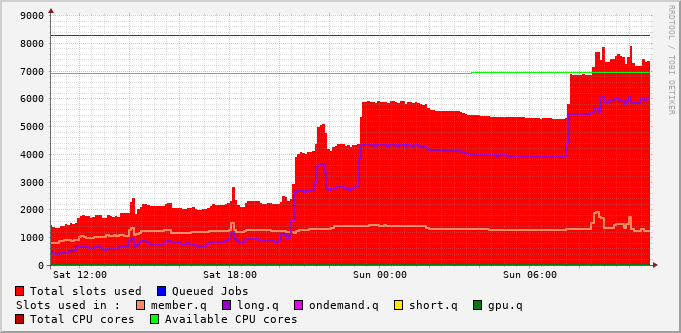 9000
8000
7000
6000
5000
4000
3000
2000
1000
0
Sat 12:00 Sat 18:00 Sun 00:00 Sun 06:00
RRDTOOL / TOBI OETIKER
Total slots used Queued Jobs
Slots used in : member.q long.q ondemand.q short.q gpu.q
Total CPU cores Available CPU cores